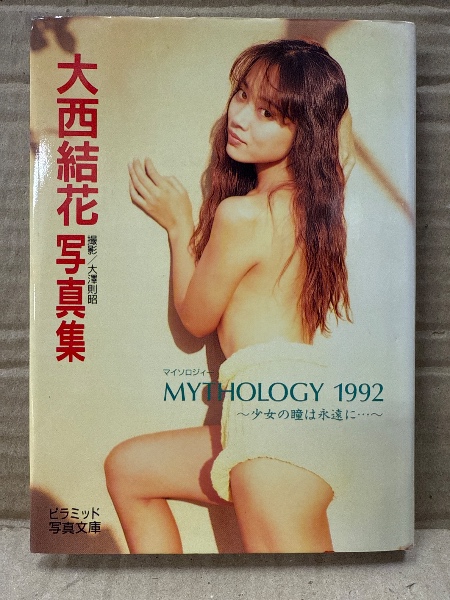 大西結花
写真集
撮影／大澤則昭
マイソロジィー
MYTHOLOGY 1992
～少女の瞳は永遠に…～
ピラミッド
写真文庫